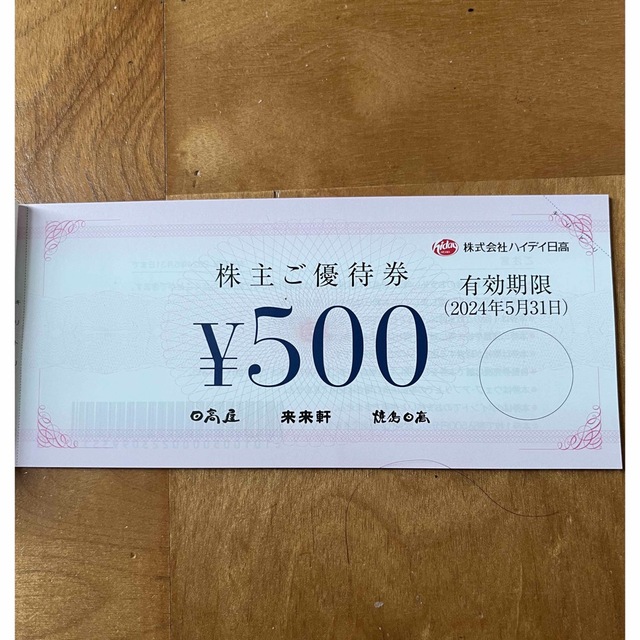 hiday
株式会社ハイデイ日高
株主ご優待券
有効期限
(2024年5月31日)
¥500
日高屋 来来軒 焼鳥日高